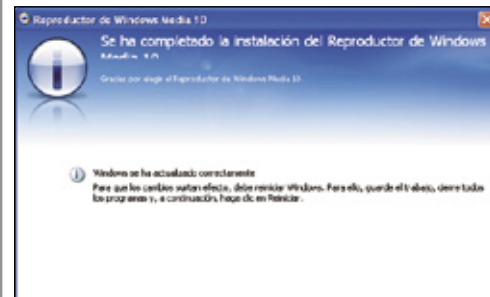 Reproductor de Windows Media 10
Se ha completado la instalación del Reproductor de Windows
Media 10
Gracias por elegir el Reproductor de Windows Media 10.
Windows se ha actualizado correctamente
Para que los cambios surtan efecto, debe reiniciar Windows. Para ello, guarde el trabajo, cierre todos
los programas y, a continuación, haga clic en Reiniciar.